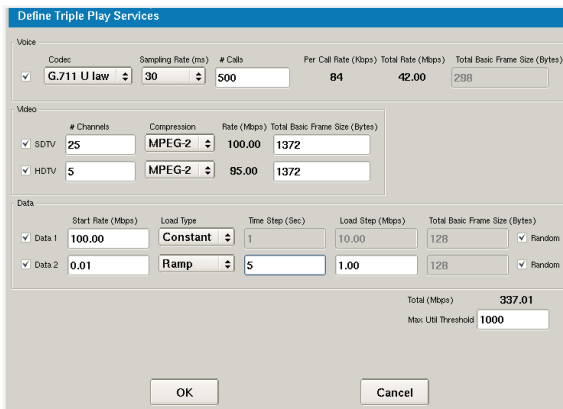 Define Triple Play Services
Voice
Codec Sampling Rate (ms) # Calls Per Call Rate (Kbps) Total Rate (Mbps) Total Basic Frame Size (Bytes)
G.711 U law 30 500 84 42.00 298
Video
# Channels Compression Rate (Mbps) Total Basic Frame Size (Bytes)
SDTV 25 MPEG-2 100.00 1372
HDTV 5 MPEG-2 95.00 1372
Data
Start Rate (Mbps) Load Type Time Step (Sec) Load Step (Mbps) Total Basic Frame Size (Bytes)
Data 1 100.00 Constant 1 10.00 128 Random
Data 2 0.01 Ramp 5 1.00 128 Random
Total (Mbps) 337.01
Max Util Threshold 1000
OK Cancel